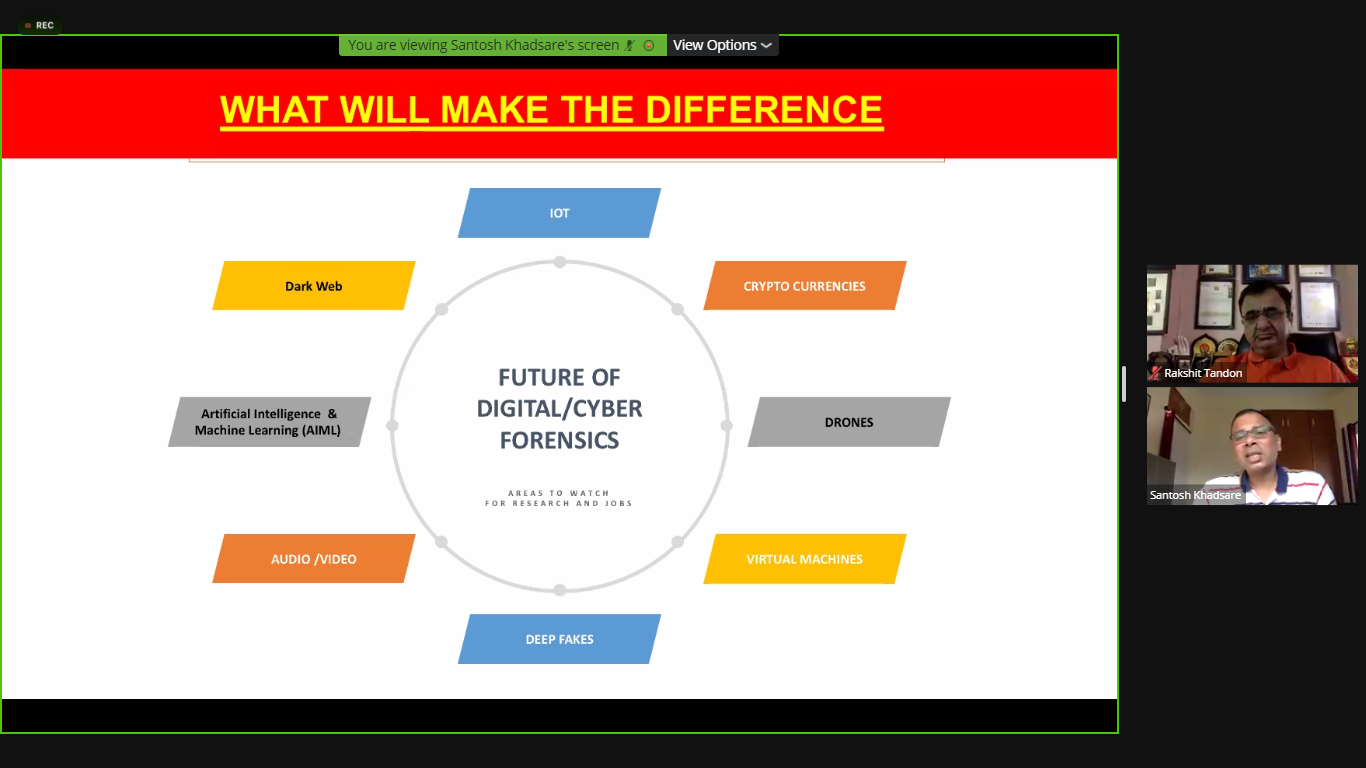 REC
You are viewing Santosh Khadsare's screen
View Options
WHAT WILL MAKE THE DIFFERENCE
IOT
Dark Web
CRYPTO CURRENCIES
FUTURE OF
DIGITAL/CYBER
FORENSICS
Artificial Intelligence &
Machine Learning (AIML)
DRONES
AREAS TO WATCH
FOR RESEARCH AND JOBS
AUDIO /VIDEO
VIRTUAL MACHINES
DEEP FAKES
Rakshit Tandon
Santosh Khadsare